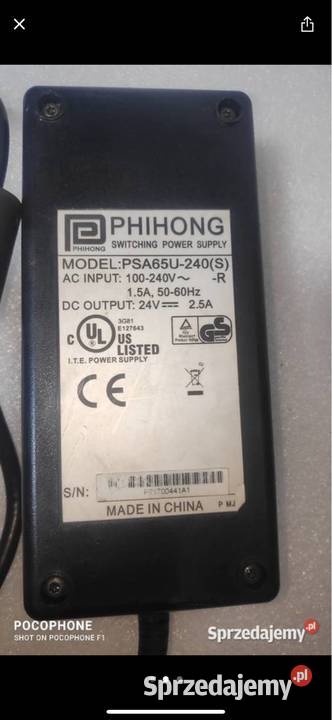 PHIHONG
PHIHONG
SWITCHING POWER SUPPLY
MODEL:PSA65U-240(S)
AC INPUT: 100-240V~ -R
1.5A, 50-60Hz
DC OUTPUT: 24V⎓ 2.5A
3G81
E127643
C UL US
LISTED
I.T.E. POWER SUPPLY
GS
CE
S/N:
MADE IN CHINA P MJ
POCOPHONE
SHOT ON POCOPHONE F1
Sprzedajemy.pl
Sprzedajemy.pl